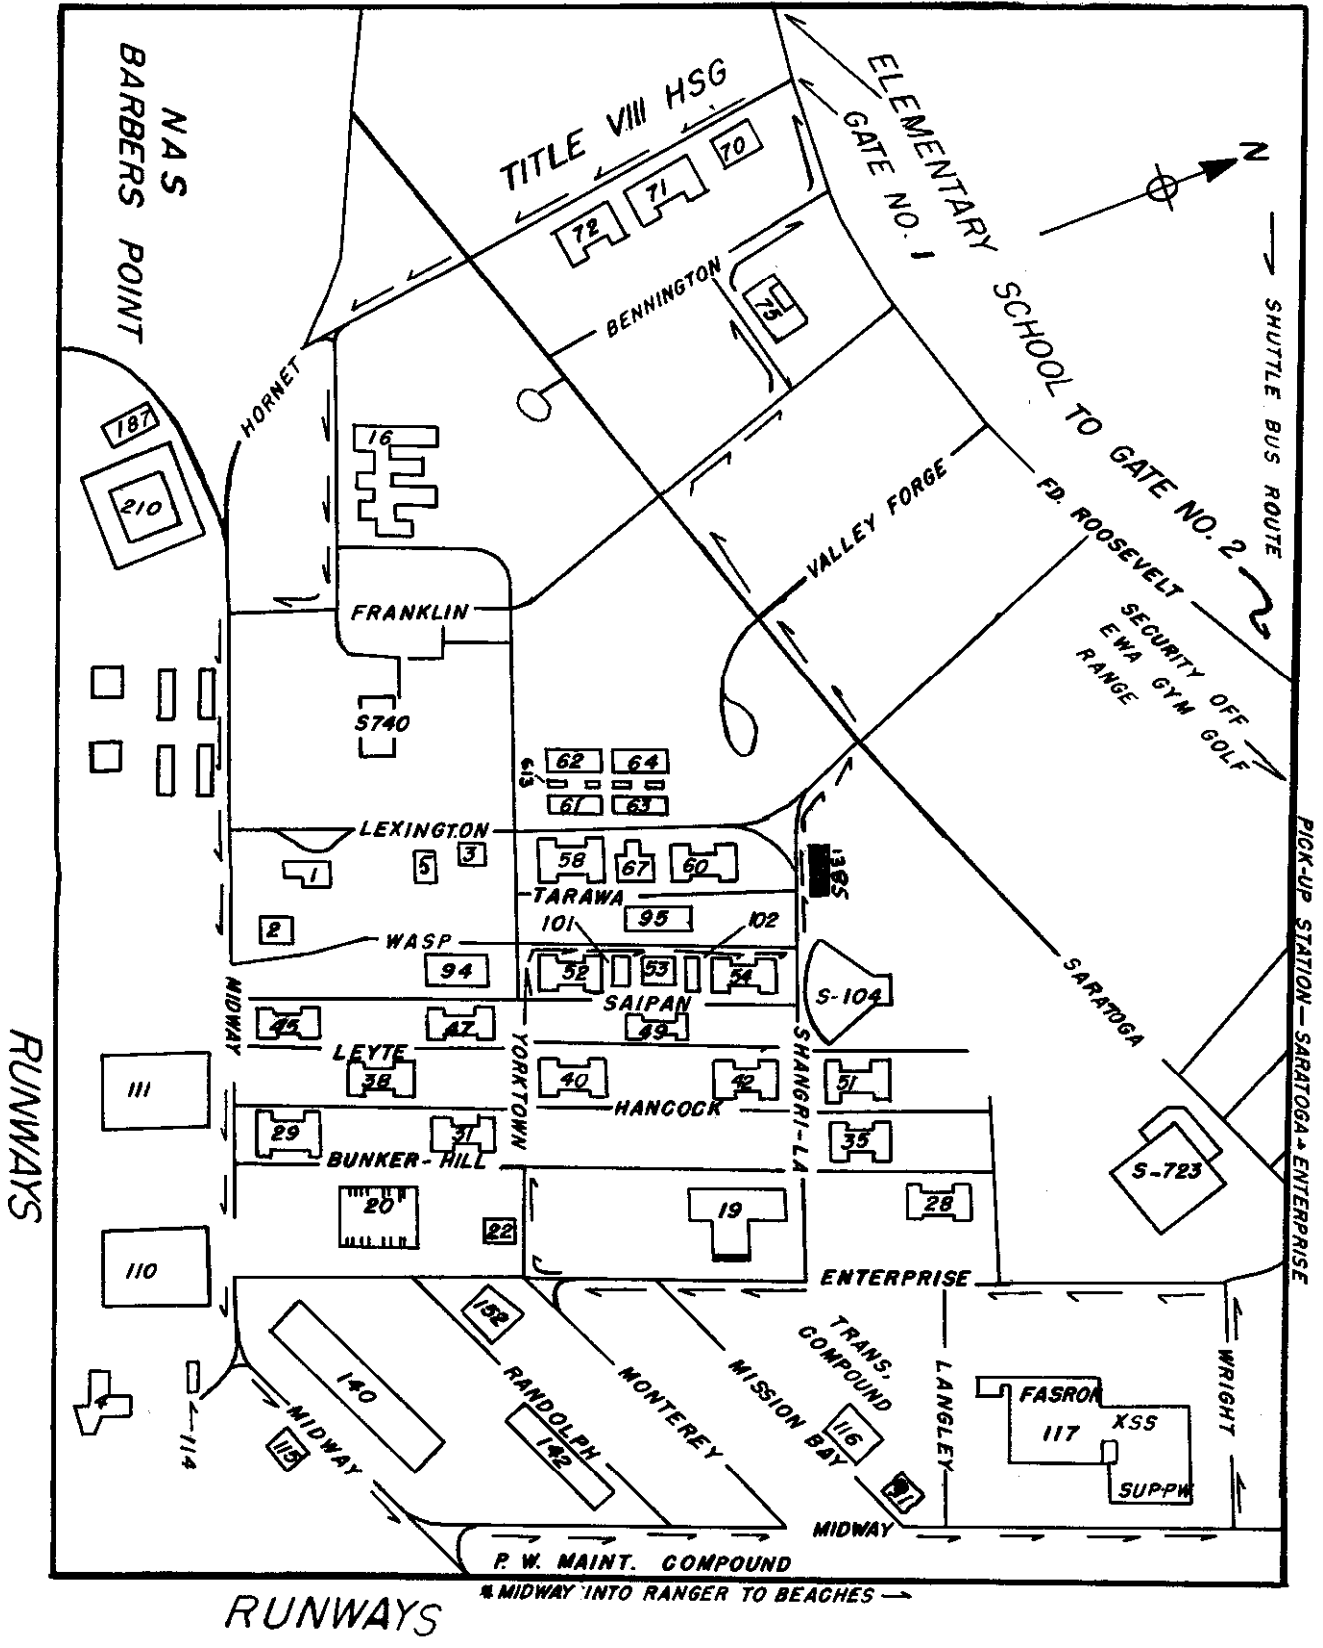 NAS
BARBERS POINT
TITLE VIII HSG
ELEMENTARY SCHOOL TO GATE NO. 2
GATE NO. 1
N
SHUTTLE BUS ROUTE
70
71
72
75
BENNINGTON
HORNET
187
210
16
VALLEY FORGE
FD. ROOSEVELT
SECURITY OFF
EWA GYM GOLF
RANGE
FRANKLIN
S740
62
64
613
61
63
LEXINGTON
1
5
3
58
67
60
1385
TARAWA
2
101
95
102
WASP
94
52
53
54
S-104
SARATOGA
PICK-UP STATION-SARATOGA + ENTERPRISE
MIDWAY
SAIPAN
45
47
49
YORKTOWN
SHANGRI-LA
RUNWAYS
LEYTE
111
38
40
42
51
HANCOCK
29
31
35
BUNKER-HILL
S-723
20
22
19
28
110
ENTERPRISE
152
TRANS.
COMPOUND
140
RANDOLPH
MONTEREY
MISSION BAY
LANGLEY
WRIGHT
FASRON
XSS
117
SUP-PW
114
115
MIDWAY
142
116
MIDWAY
P. W. MAINT. COMPOUND
* MIDWAY INTO RANGER TO BEACHES
RUNWAYS